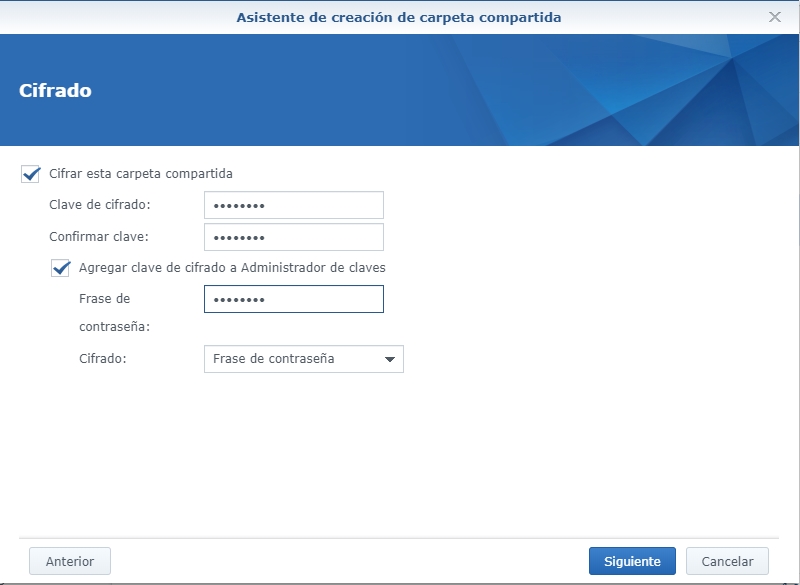 Asistente de creación de carpeta compartida
Cifrado
Cifrar esta carpeta compartida
Clave de cifrado: ••••••••
Confirmar clave: ••••••••
Agregar clave de cifrado a Administrador de claves
Frase de contraseña: ••••••••
Cifrado: Frase de contraseña
Anterior Siguiente Cancelar